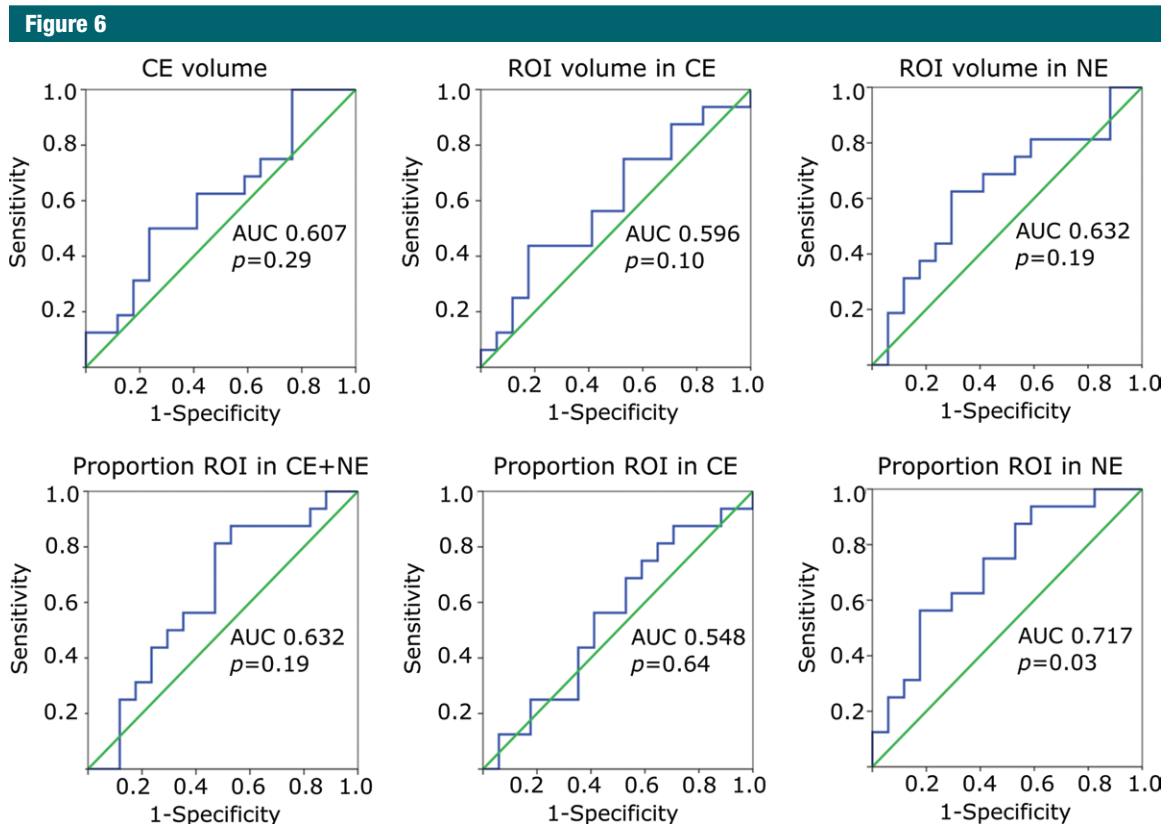 Figure 6
CE volume
1.0
0.8
0.6
0.4
0.2
Sensitivity
AUC 0.607
p=0.29
0.2 0.4 0.6 0.8 1.0
1-Specificity
ROI volume in CE
1.0
0.8
0.6
0.4
0.2
Sensitivity
AUC 0.596
p=0.10
0.2 0.4 0.6 0.8 1.0
1-Specificity
ROI volume in NE
1.0
0.8
0.6
0.4
0.2
Sensitivity
AUC 0.632
p=0.19
0.2 0.4 0.6 0.8 1.0
1-Specificity
Proportion ROI in CE+NE
1.0
0.8
0.6
0.4
0.2
Sensitivity
AUC 0.632
p=0.19
0.2 0.4 0.6 0.8 1.0
1-Specificity
Proportion ROI in CE
1.0
0.8
0.6
0.4
0.2
Sensitivity
AUC 0.548
p=0.64
0.2 0.4 0.6 0.8 1.0
1-Specificity
Proportion ROI in NE
1.0
0.8
0.6
0.4
0.2
Sensitivity
AUC 0.717
p=0.03
0.2 0.4 0.6 0.8 1.0
1-Specificity